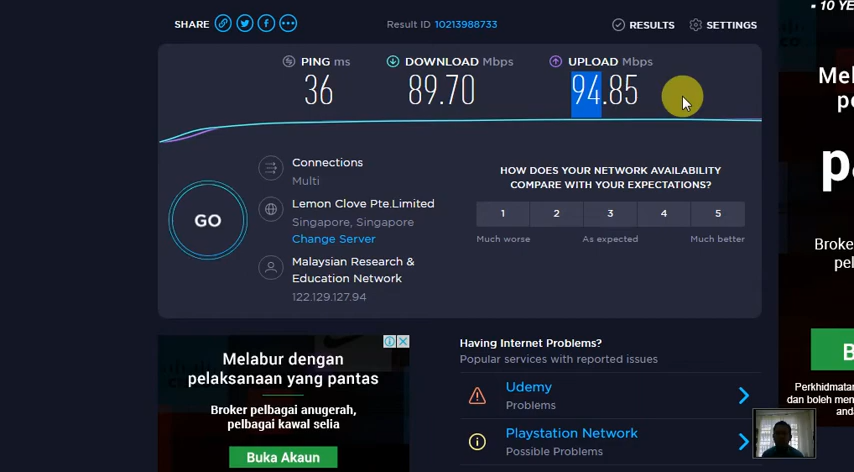 - 10 YE
SHARE
Result ID 10213988733
RESULTS
SETTINGS
PING ms
DOWNLOAD Mbps
UPLOAD Mbps
36
89.70
94.85
Connections
Multi
Lemon Clove Pte.Limited
Singapore, Singapore
Change Server
Malaysian Research &
Education Network
122.129.127.94
GO
HOW DOES YOUR NETWORK AVAILABILITY
COMPARE WITH YOUR EXPECTATIONS?
1 2 3 4 5
Much worse As expected Much better
Melabur dengan
pelaksanaan yang pantas
Broker pelbagai anugerah,
pelbagai kawal selia
Buka Akaun
Having Internet Problems?
Popular services with reported issues
Udemy
Problems
Playstation Network
Possible Problems
Mel
pe
pa
Broke
pel
B
Perkhidmata
dan boleh men
anda